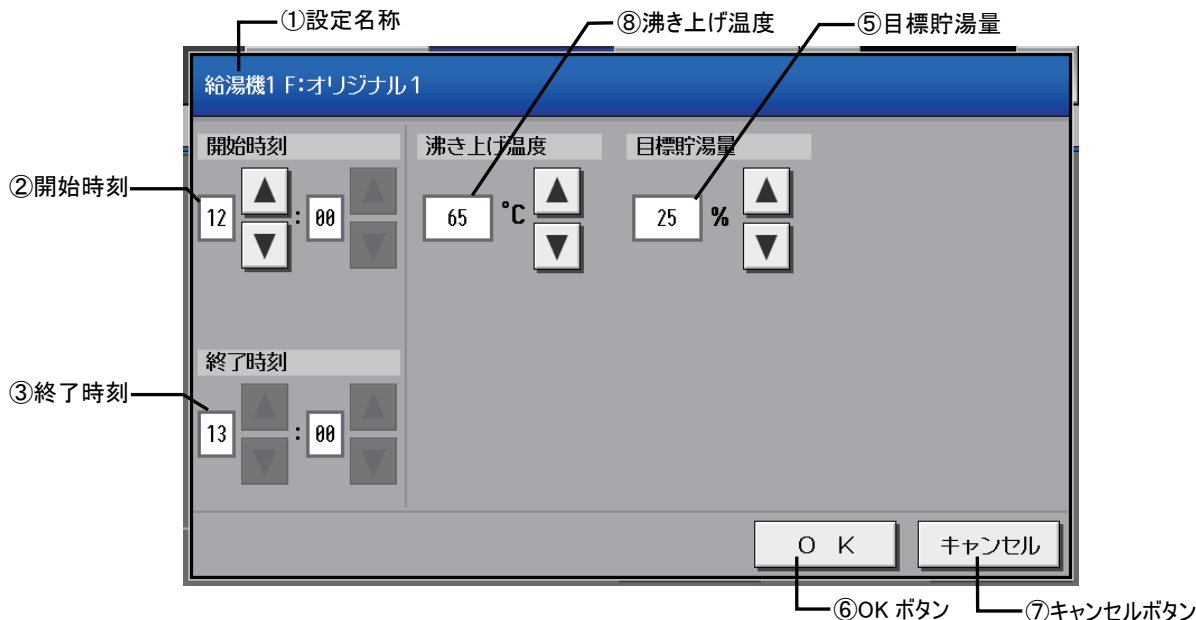 ①設定名称
⑧沸き上げ温度
⑤目標貯湯量
給湯機1 F:オリジナル1
開始時刻
沸き上げ温度
目標貯湯量
②開始時刻
12 ▲ ▼ : 00 ▲ ▼
65 ℃ ▲ ▼
25 % ▲ ▼
終了時刻
③終了時刻
13 ▲ ▼ : 00 ▲ ▼
O K
キャンセル
⑥OK ボタン
⑦キャンセルボタン